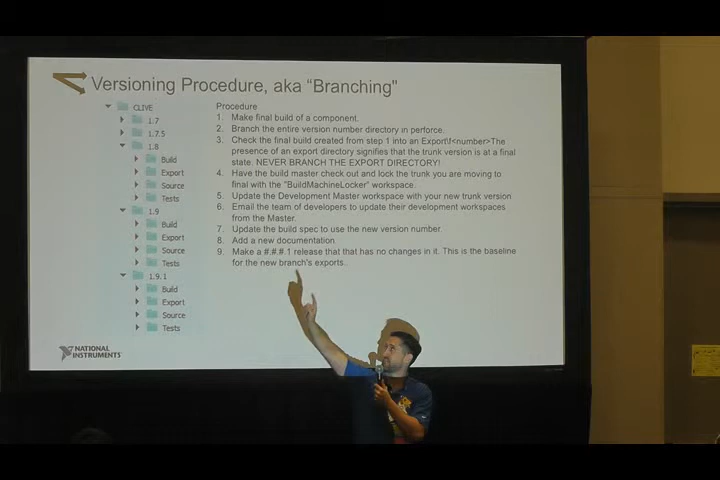 Versioning Procedure, aka "Branching"
CLIVE
1.7
1.7.5
1.8
Build
Export
Source
Tests
1.9
Build
Export
Source
Tests
1.9.1
Build
Export
Source
Tests
Procedure
1. Make final build of a component.
2. Branch the entire version number directory in perforce.
3. Check the final build created from step 1 into an Export\f<number>The
presence of an export directory signifies that the trunk version is at a final
state. NEVER BRANCH THE EXPORT DIRECTORY!
4. Have the build master check out and lock the trunk you are moving to
final with the "BuildMachineLocker" workspace.
5. Update the Development Master workspace with your new trunk version
6. Email the team of developers to update their development workspaces
from the Master.
7. Update the build spec to use the new version number.
8. Add a new documentation.
9. Make a #.#.#.1 release that that has no changes in it. This is the baseline
for the new branch's exports.
NATIONAL
INSTRUMENTS